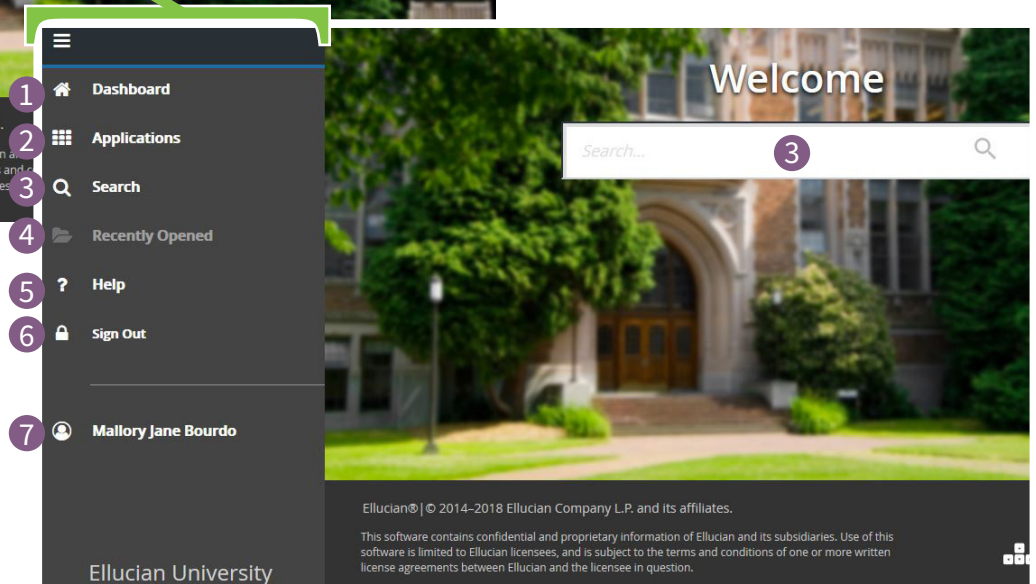 1 Dashboard
2 Applications
3 Search
4 Recently Opened
5 ? Help
6 Sign Out
7 Mallory Jane Bourdo
Ellucian University
Welcome
Search... 3
Ellucian®|© 2014–2018 Ellucian Company L.P. and its affiliates.
This software contains confidential and proprietary information of Ellucian and its subsidiaries. Use of this
software is limited to Ellucian licensees, and is subject to the terms and conditions of one or more written
license agreements between Ellucian and the licensee in question.